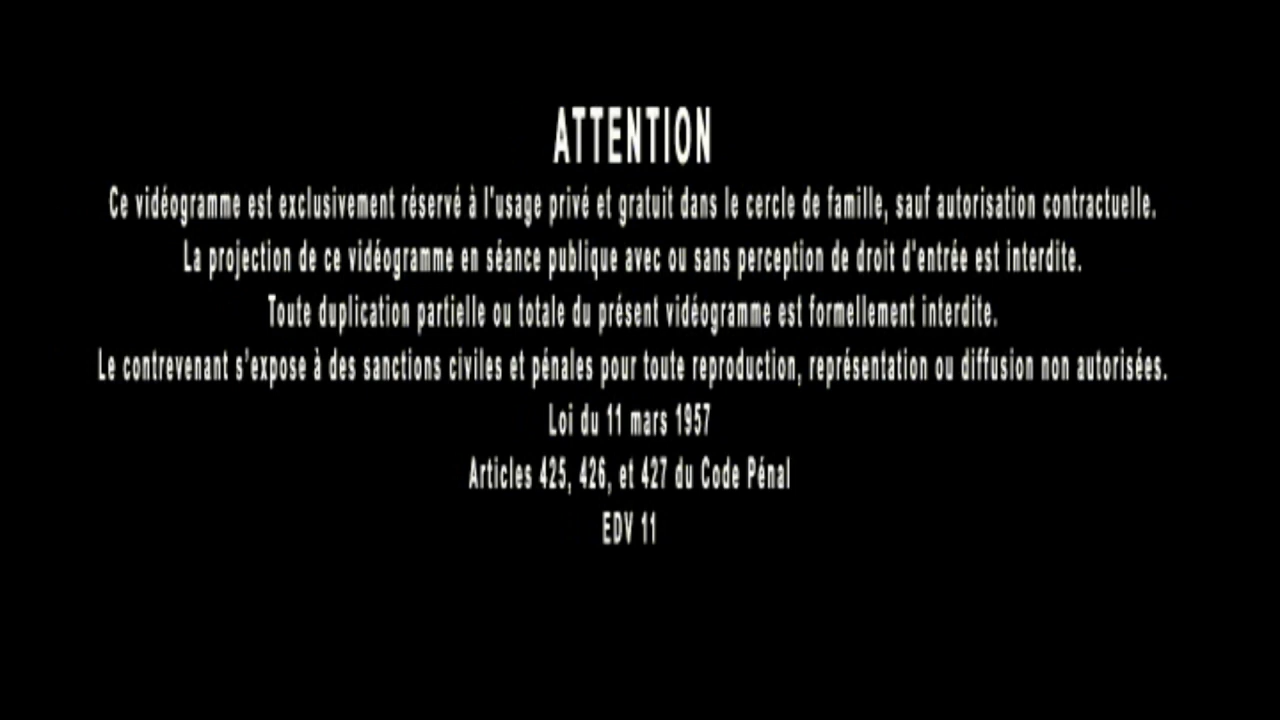 ATTENTION
Ce vidéogramme est exclusivement réservé à l'usage privé et gratuit dans le cercle de famille, sauf autorisation contractuelle.
La projection de ce vidéogramme en séance publique avec ou sans perception de droit d'entrée est interdite.
Toute duplication partielle ou totale du présent vidéogramme est formellement interdite.
Le contrevenant s'expose à des sanctions civiles et pénales pour toute reproduction, représentation ou diffusion non autorisées.
Loi du 11 mars 1957
Articles 425, 426, et 427 du Code Pénal
EDV 11